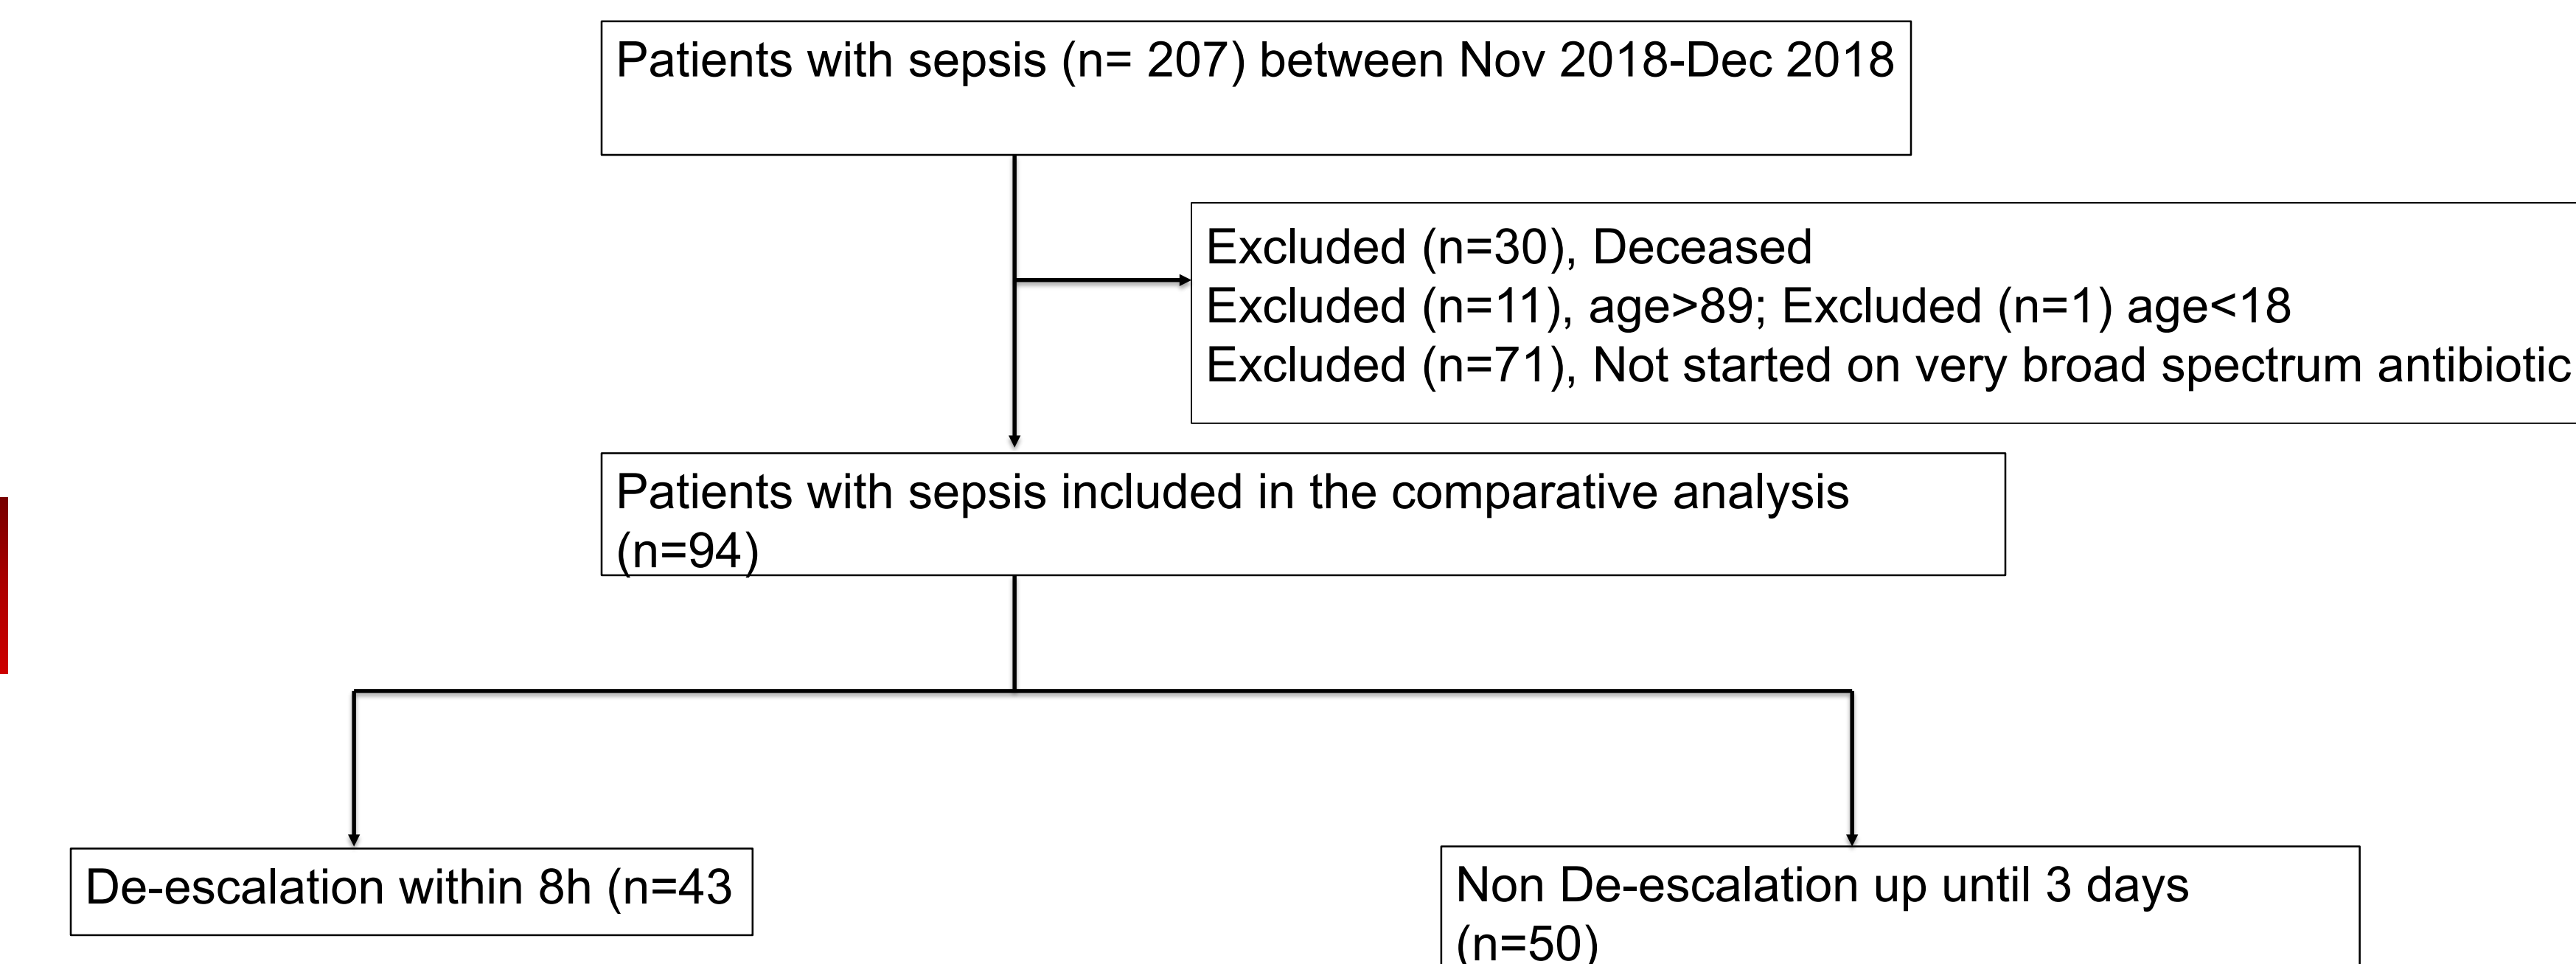 Patients with sepsis (n= 207) between Nov 2018-Dec 2018
Excluded (n=30), Deceased
Excluded (n=11), age>89; Excluded (n=1) age<18
Excluded (n=71), Not started on very broad spectrum antibiotic
Patients with sepsis included in the comparative analysis
(n=94)
De-escalation within 8h (n=43
Non De-escalation up until 3 days
(n=50)